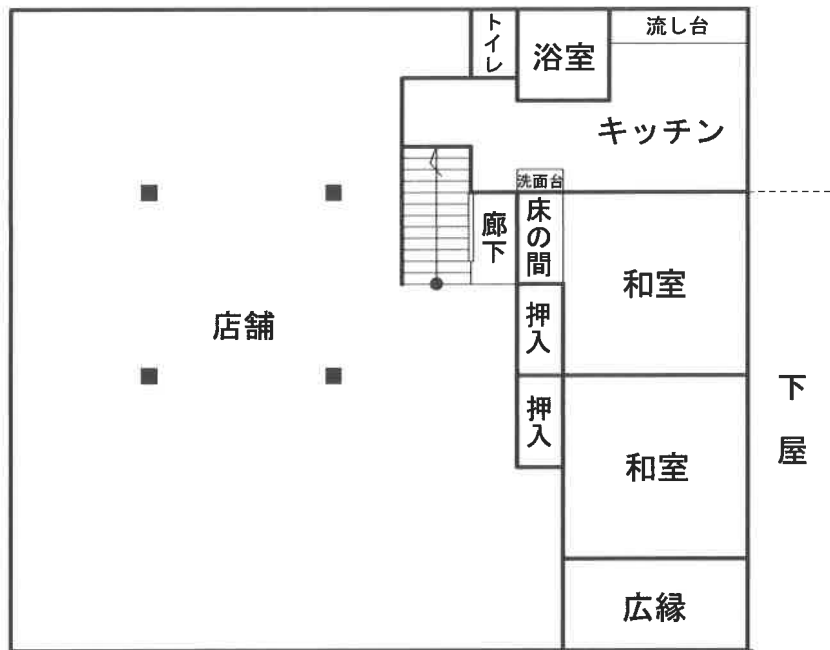 トイレ
浴室
流し台
キッチン
洗面台
廊下
床の間
和室
店舗
押入
押入
和室
下屋
広縁